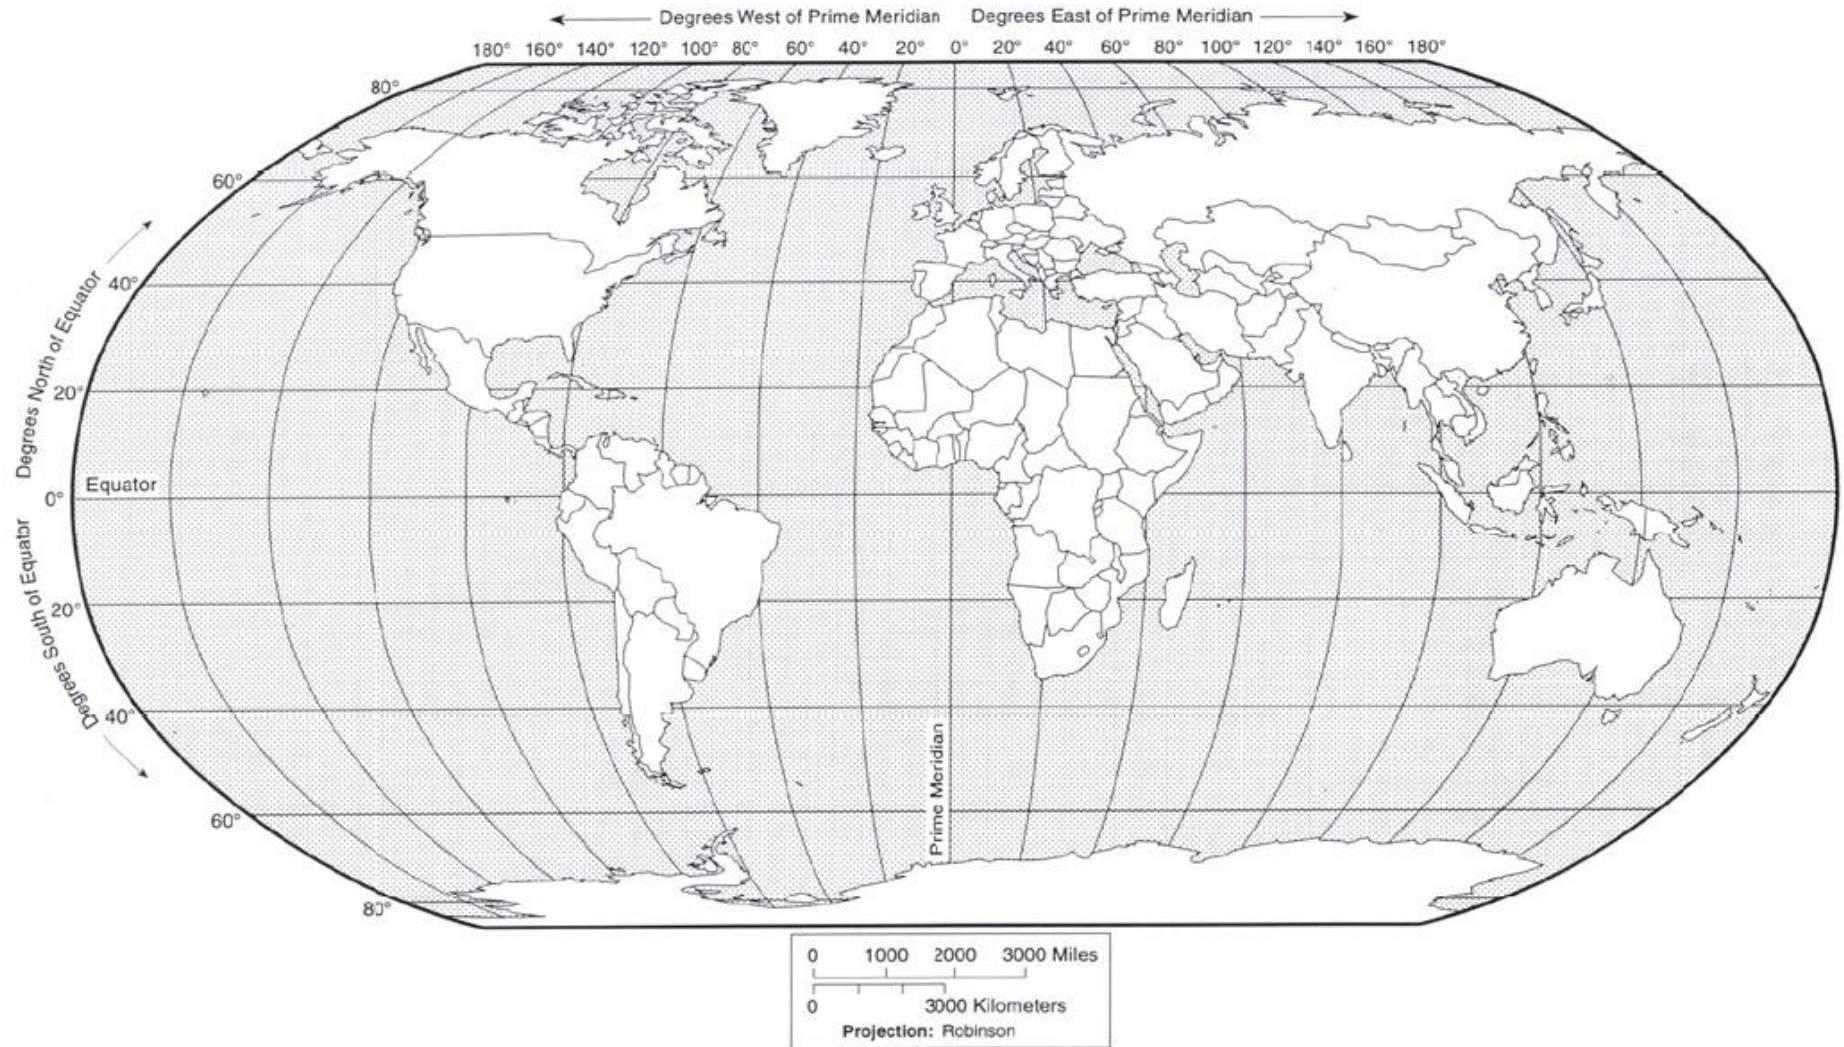 Degrees West of Prime Meridian Degrees East of Prime Meridian
180° 160° 140° 120° 100° 80° 60° 40° 20° 0° 20° 40° 60° 80° 100° 120° 140° 160° 180°
80°
60°
Degrees North of Equator
40°
20°
Equator
0°
Degrees South of Equator
20°
40°
Prime Meridian
60°
80°
0 1000 2000 3000 Miles
0 3000 Kilometers
Projection: Robinson